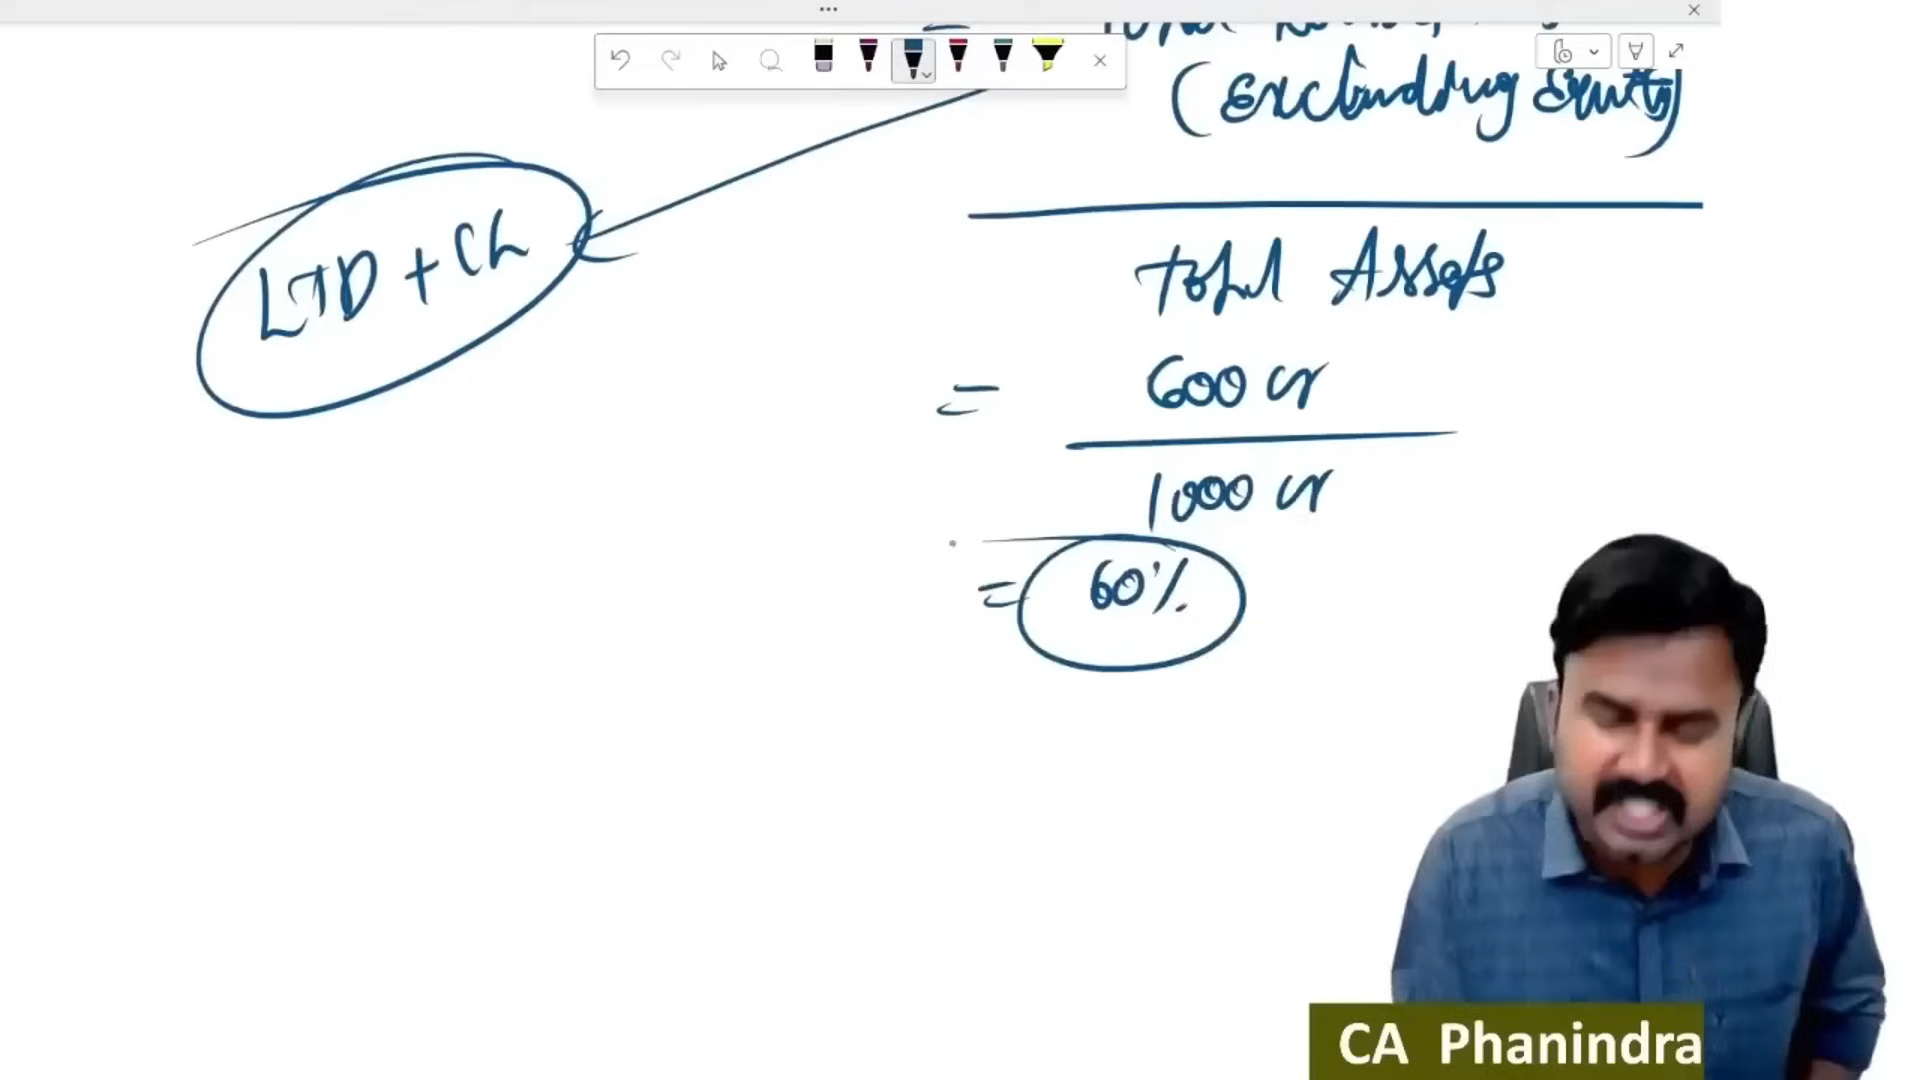 (Excluding Equity)
LTD + CL
Total Assets
= 600 cr
1000 cr
= 60%
CA Phanindra